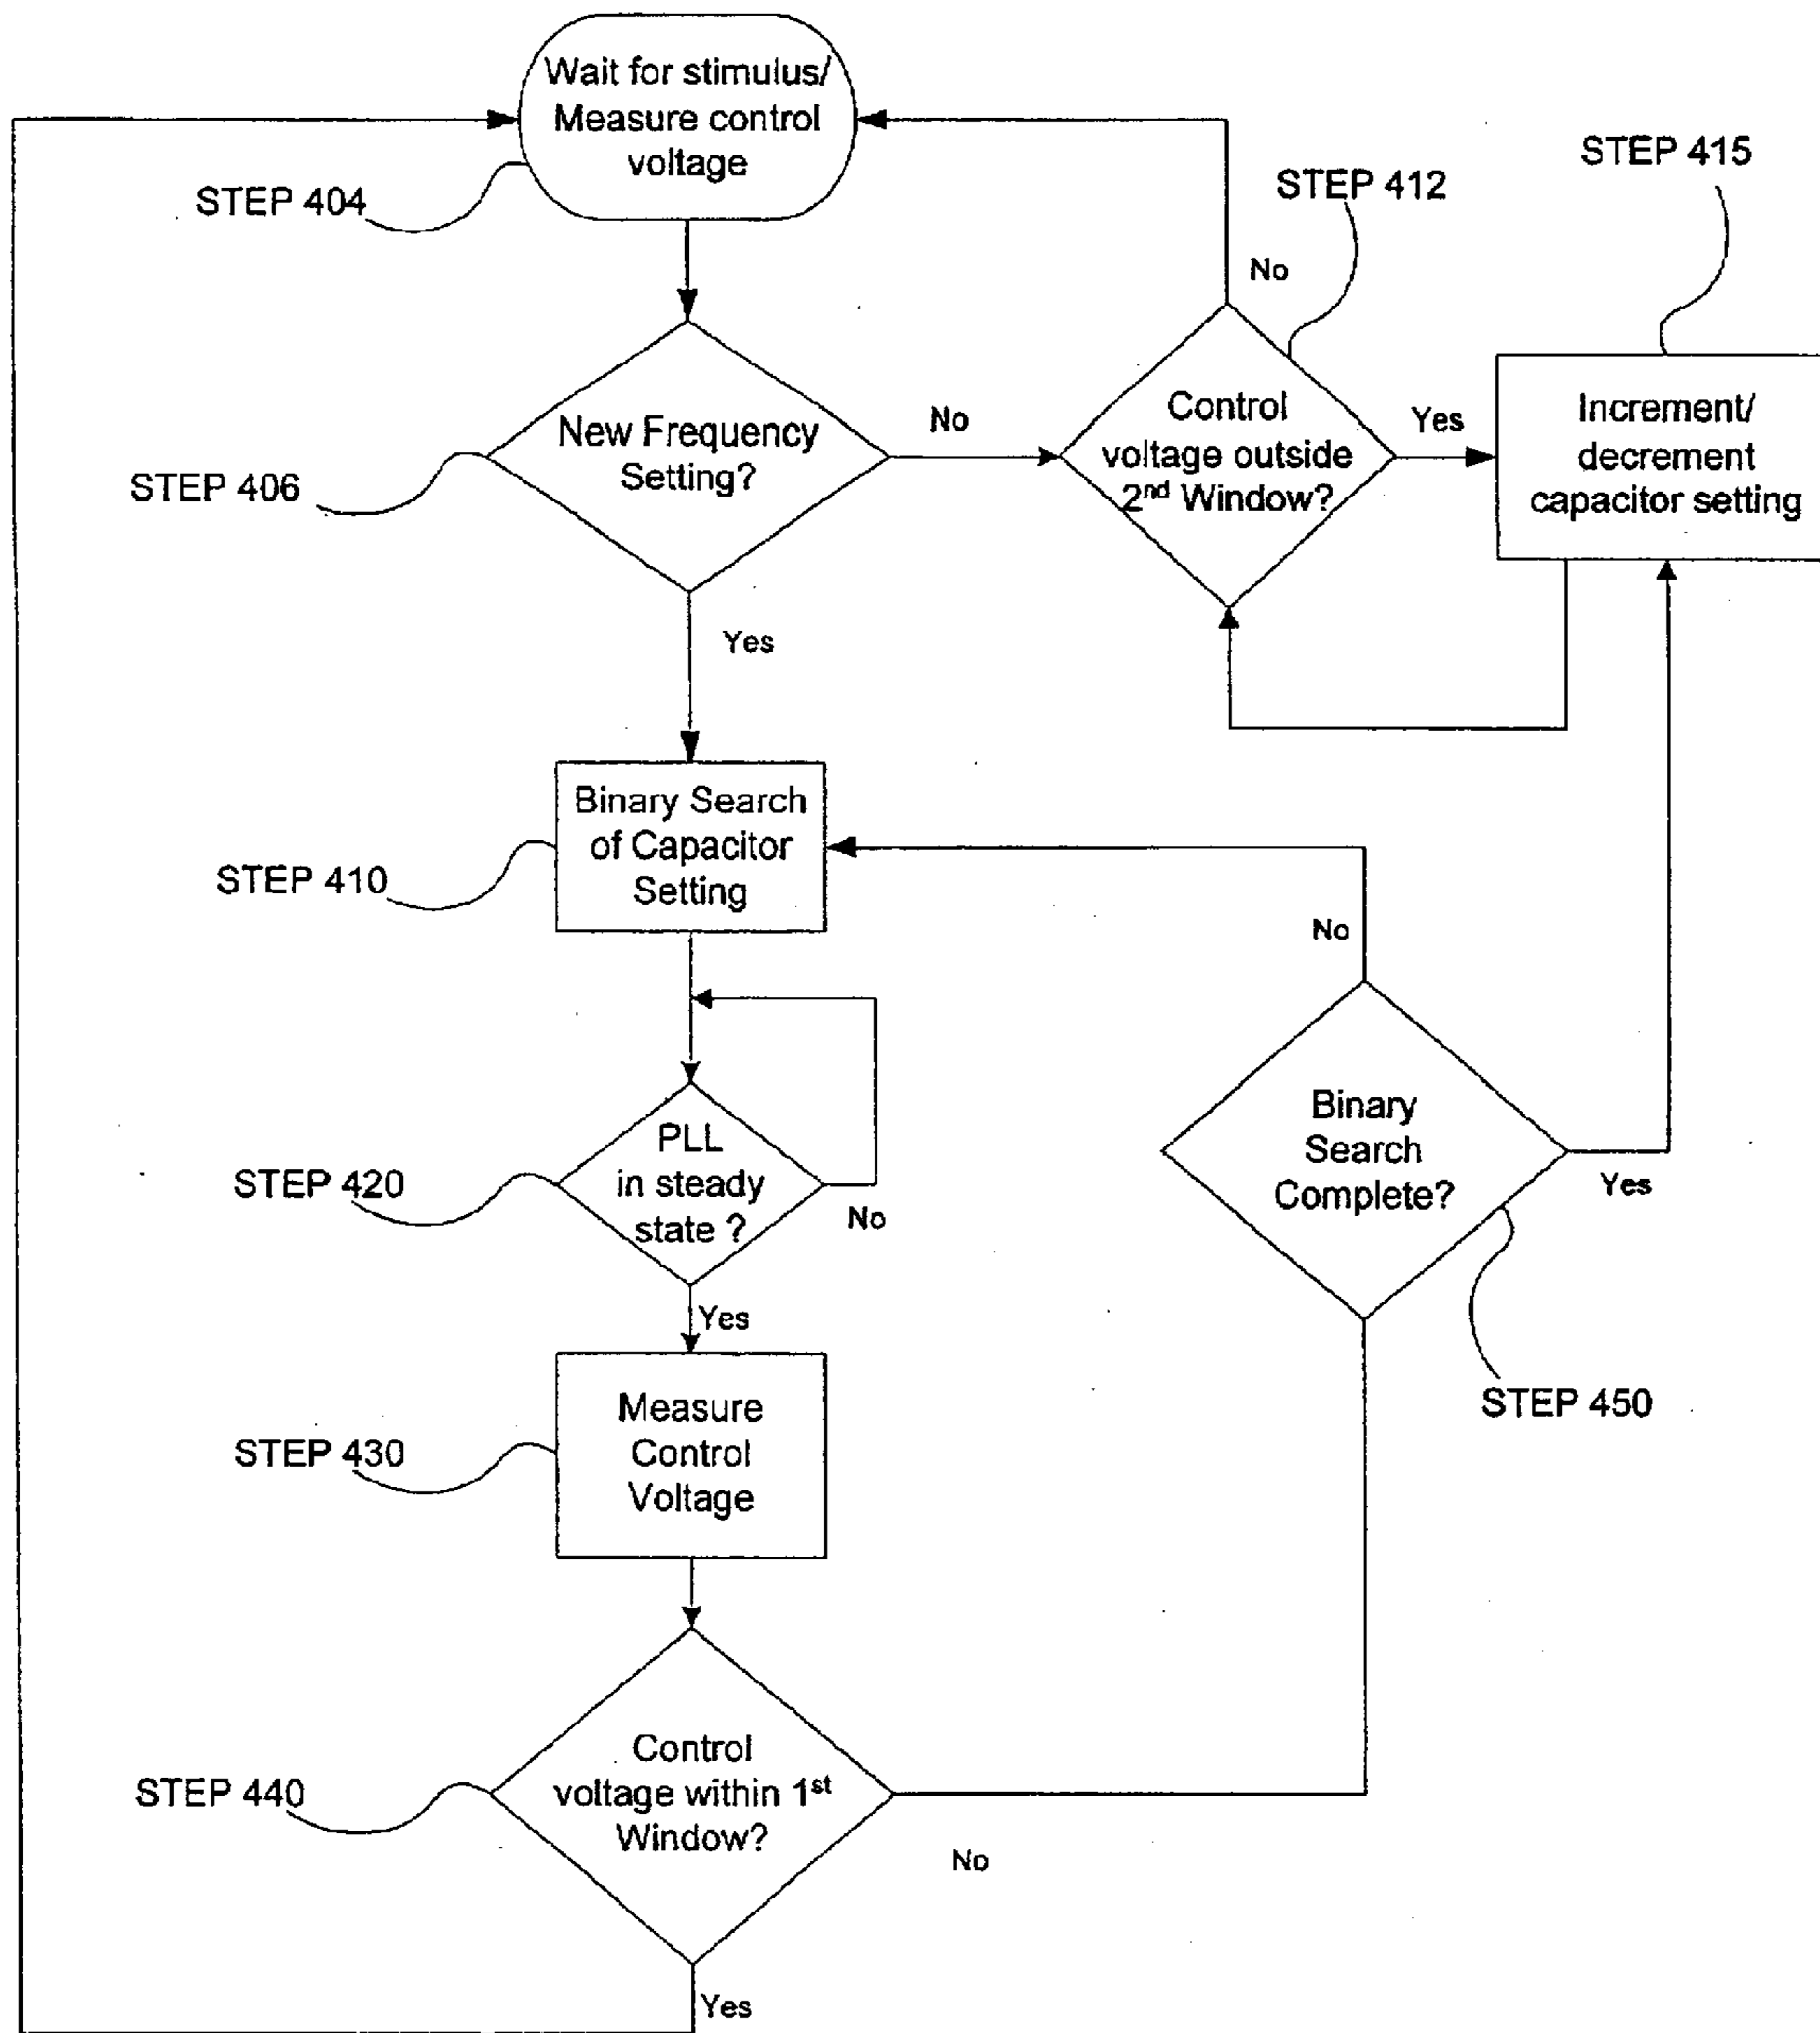 Wait for stimulus/
Measure control
voltage
STEP 404
STEP 412
STEP 415
No
New Frequency
Setting?
STEP 406
No
Control
voltage outside
2nd Window?
Yes
Increment/
decrement
capacitor setting
Yes
Binary Search
of Capacitor
Setting
STEP 410
No
PLL
in steady
state ?
STEP 420
No
Binary
Search
Complete?
Yes
Yes
STEP 450
Measure
Control
Voltage
STEP 430
Control
voltage within 1st
Window?
STEP 440
No
Yes